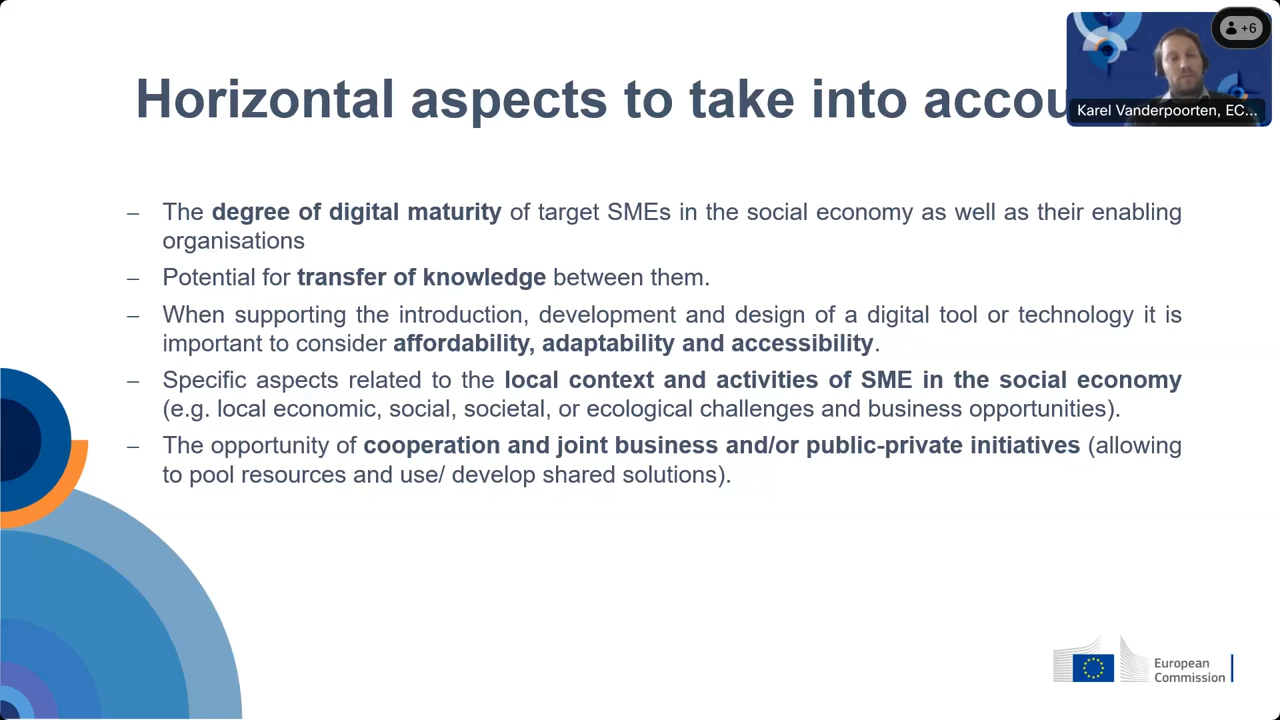 Horizontal aspects to take into accou
+6
Karel Vanderpoorten, EC...
– The degree of digital maturity of target SMEs in the social economy as well as their enabling
organisations
– Potential for transfer of knowledge between them.
– When supporting the introduction, development and design of a digital tool or technology it is
important to consider affordability, adaptability and accessibility.
– Specific aspects related to the local context and activities of SME in the social economy
(e.g. local economic, social, societal, or ecological challenges and business opportunities).
– The opportunity of cooperation and joint business and/or public-private initiatives (allowing
to pool resources and use/ develop shared solutions).
European
Commission